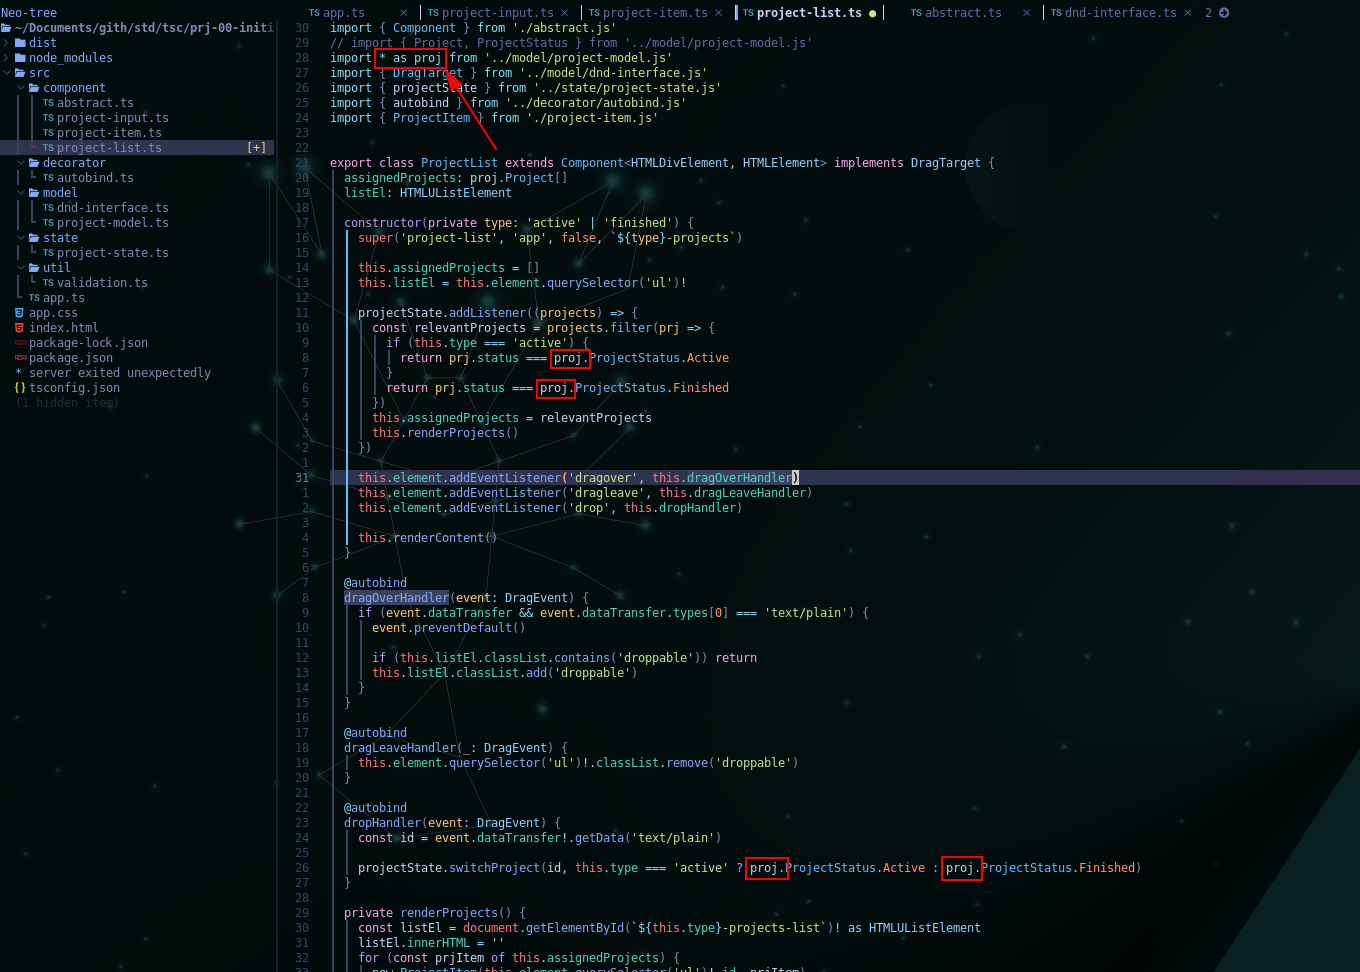 Neo-tree
TS app.ts × TS project-input.ts × TS project-item.ts × TS project-list.ts ● TS abstract.ts × TS dnd-interface.ts × 2
~/Documents/gith/std/tsc/prj-00-initi
dist
node_modules
src
component
TS abstract.ts
TS project-input.ts
TS project-item.ts
TS project-list.ts [+]
decorator
TS autobind.ts
model
TS dnd-interface.ts
TS project-model.ts
state
TS project-state.ts
util
TS validation.ts
TS app.ts
app.css
index.html
package-lock.json
package.json
* server exited unexpectedly
{} tsconfig.json
(1 hidden item)
30 import { Component } from './abstract.js'
29 // import { Project, ProjectStatus } from '../model/project-model.js'
28 import * as proj from '../model/project-model.js'
27 import { DragTarget } from '../model/dnd-interface.js'
26 import { projectState } from '../state/project-state.js'
25 import { autobind } from '../decorator/autobind.js'
24 import { ProjectItem } from './project-item.js'
23
22
21 export class ProjectList extends Component<HTMLDivElement, HTMLElement> implements DragTarget {
20 assignedProjects: proj.Project[]
19 listEl: HTMLUListElement
18
17 constructor(private type: 'active' | 'finished') {
16 super('project-list', 'app', false, `${type}-projects`)
15
14 this.assignedProjects = []
13 this.listEl = this.element.querySelector('ul')!
12
11 projectState.addListener((projects) => {
10 const relevantProjects = projects.filter(prj => {
9 if (this.type === 'active') {
8 return prj.status === proj.ProjectStatus.Active
7 }
6 return prj.status === proj.ProjectStatus.Finished
5 })
4 this.assignedProjects = relevantProjects
3 this.renderProjects()
2 })
1
31 this.element.addEventListener('dragover', this.dragOverHandler)
1 this.element.addEventListener('dragleave', this.dragLeaveHandler)
2 this.element.addEventListener('drop', this.dropHandler)
3
4 this.renderContent()
5 }
6
7 @autobind
8 dragOverHandler(event: DragEvent) {
9 if (event.dataTransfer && event.dataTransfer.types[0] === 'text/plain') {
10 event.preventDefault()
11
12 if (this.listEl.classList.contains('droppable')) return
13 this.listEl.classList.add('droppable')
14 }
15 }
16
17 @autobind
18 dragLeaveHandler(_: DragEvent) {
19 this.element.querySelector('ul')!.classList.remove('droppable')
20 }
21
22 @autobind
23 dropHandler(event: DragEvent) {
24 const id = event.dataTransfer!.getData('text/plain')
25
26 projectState.switchProject(id, this.type === 'active' ? proj.ProjectStatus.Active : proj.ProjectStatus.Finished)
27 }
28
29 private renderProjects() {
30 const listEl = document.getElementById(`${this.type}-projects-list`)! as HTMLUListElement
31 listEl.innerHTML = ''
32 for (const prjItem of this.assignedProjects) {
33 new ProjectItem(this.element.querySelector('ul')!.id, prjItem)